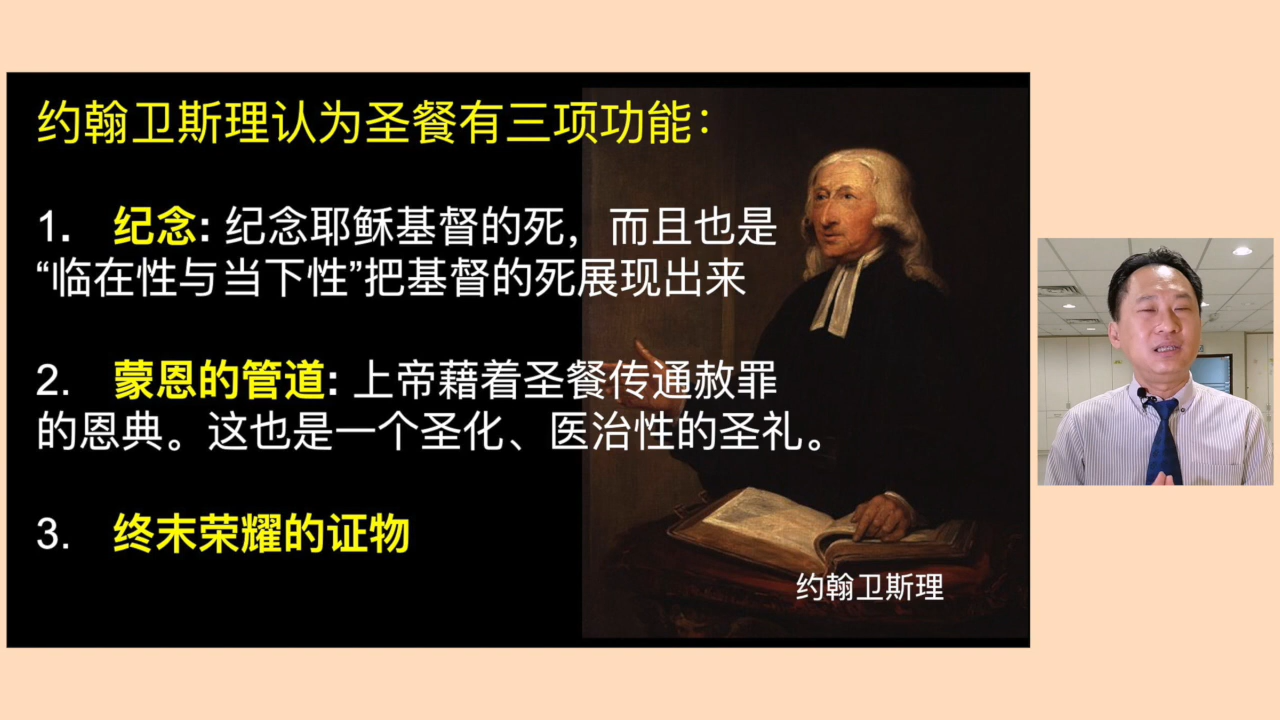 约翰卫斯理认为圣餐有三项功能：
1. 纪念: 纪念耶稣基督的死， 而且也是
“临在性与当下性”把基督的死展现出来
2. 蒙恩的管道: 上帝藉着圣餐传通赦罪
的恩典。这也是一个圣化、医治性的圣礼。
3. 终末荣耀的证物
约翰卫斯理